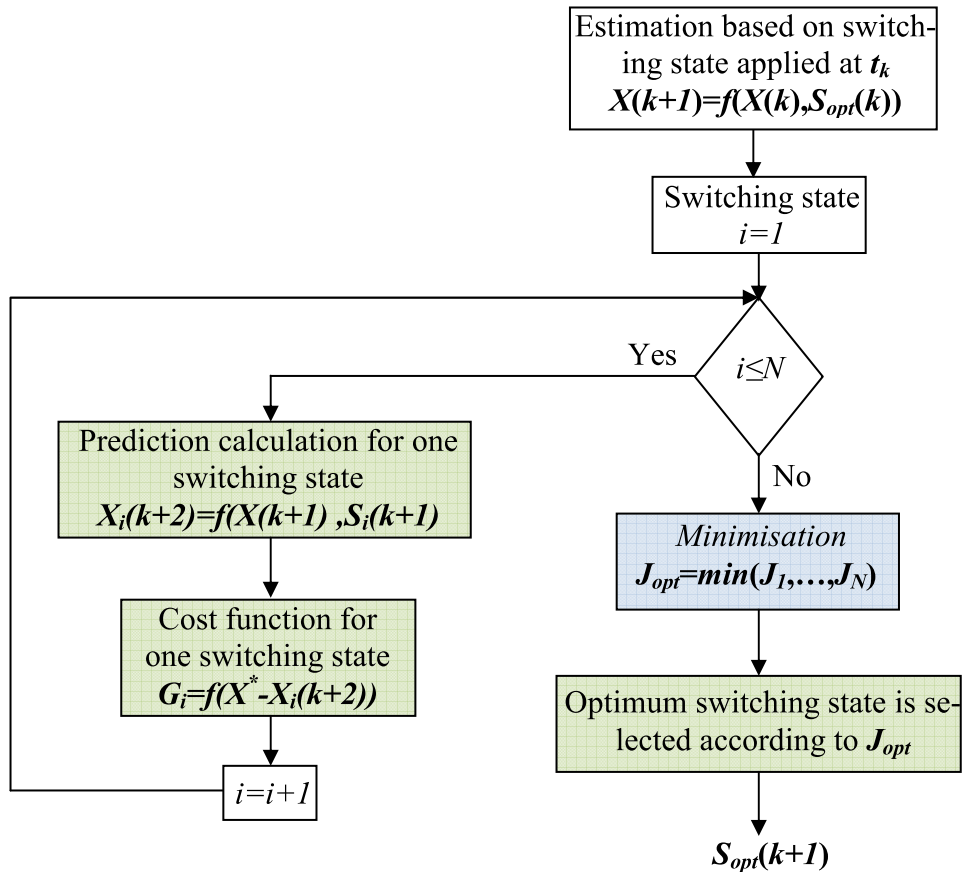 Estimation based on switch-
ing state applied at tk
X(k+1)=f(X(k),Sopt(k))
Switching state
i=1
i≤N
Yes
No
Prediction calculation for one
switching state
Xi(k+2)=f(X(k+1) ,Si(k+1)
Cost function for
one switching state
Gi=f(X*-Xi(k+2))
i=i+1
Minimisation
Jopt=min(J1,…,JN)
Optimum switching state is se-
lected according to Jopt
Sopt(k+1)